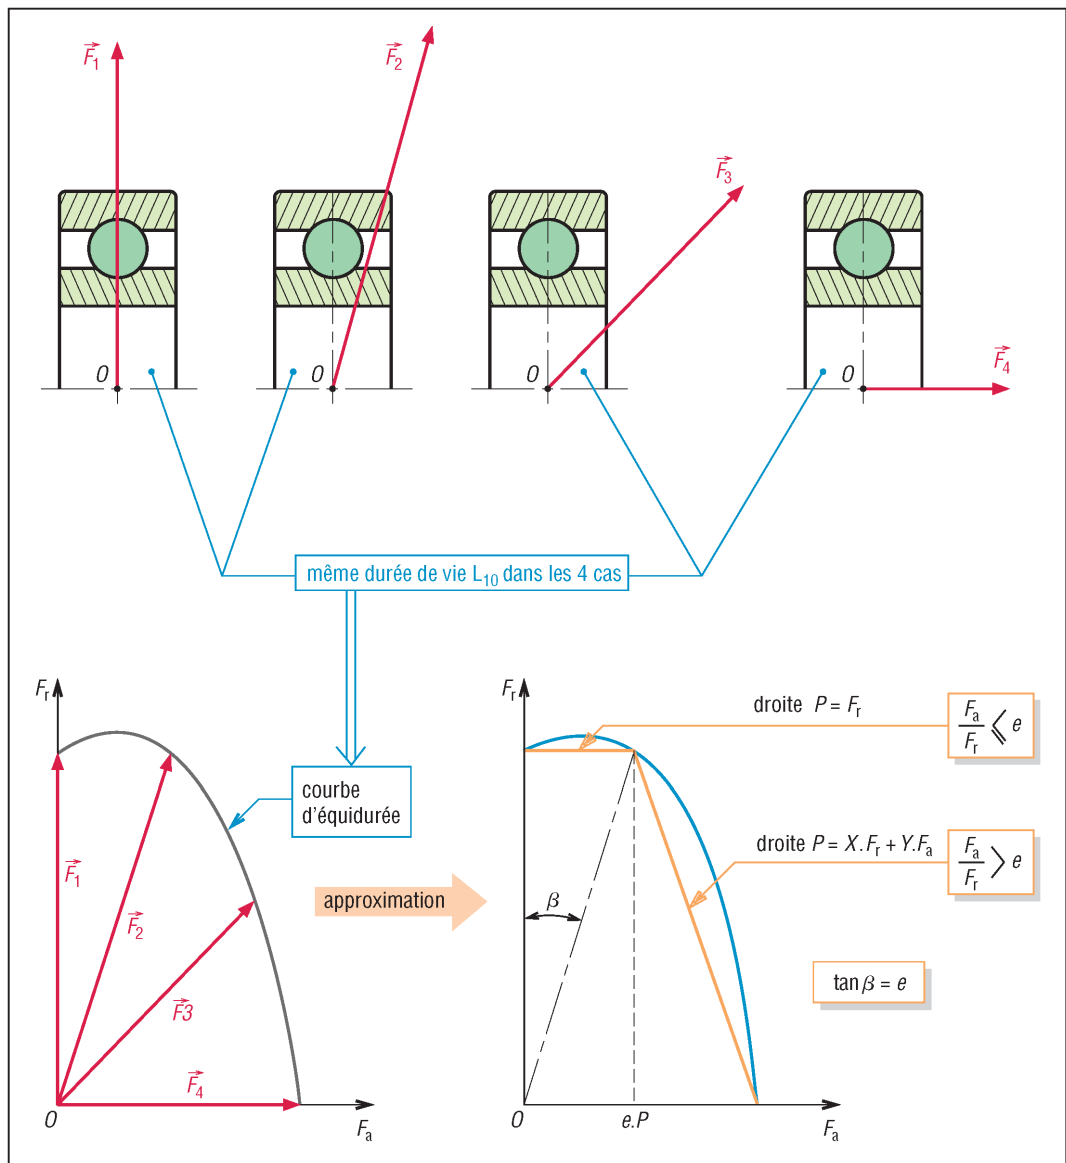 F₁
F₂
F₃
F₄
O
O
O
O
même durée de vie L₁₀ dans les 4 cas
Fᵣ
F₁
F₂
F3
F₄
O
Fₐ
courbe
d'équidurée
approximation
Fᵣ
β
O
e.P
Fₐ
droite P = Fᵣ
Fₐ/Fᵣ ⩽ e
droite P = X.Fᵣ + Y.Fₐ
Fₐ/Fᵣ > e
tan β = e